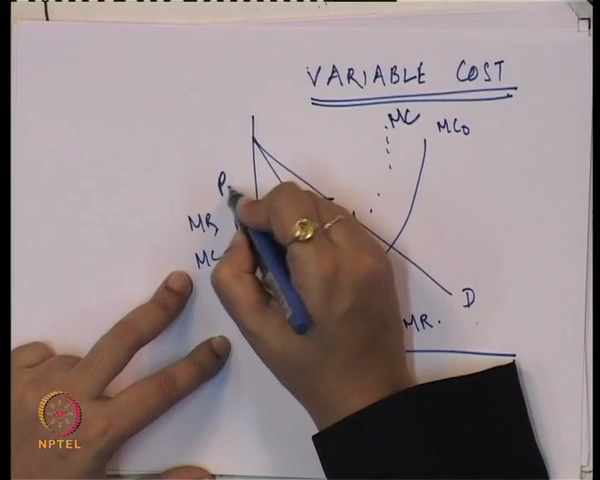 VARIABLE COST
MC
MC₀
P
MR,
MC
D
MR.
NPTEL